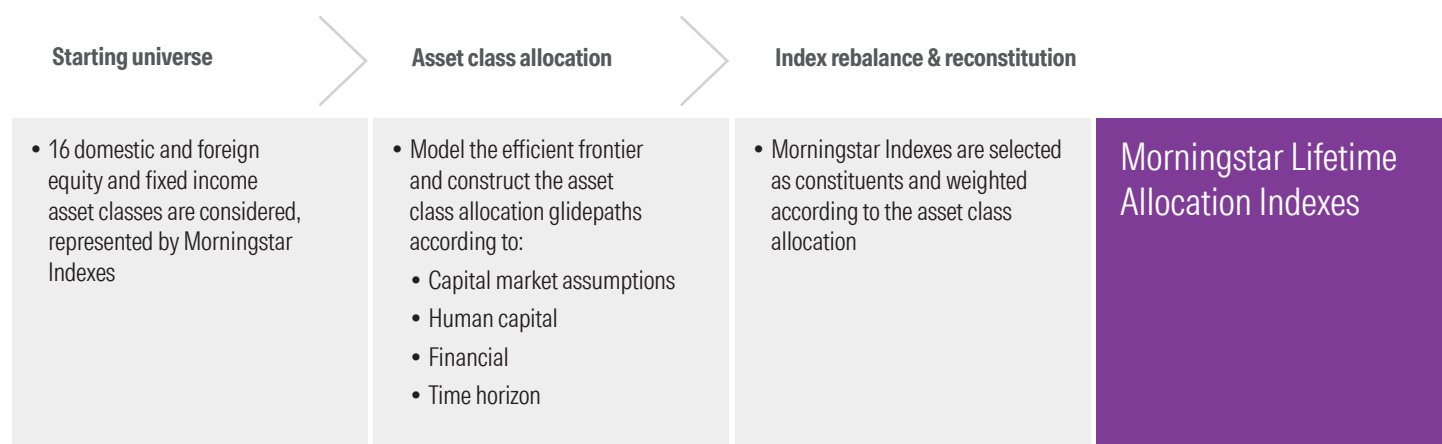 Starting universe
Asset class allocation
Index rebalance & reconstitution
• 16 domestic and foreign
equity and fixed income
asset classes are considered,
represented by Morningstar
Indexes
• Model the efficient frontier
and construct the asset
class allocation glidepaths
according to:
• Capital market assumptions
• Human capital
• Financial
• Time horizon
• Morningstar Indexes are selected
as constituents and weighted
according to the asset class
allocation
Morningstar Lifetime
Allocation Indexes